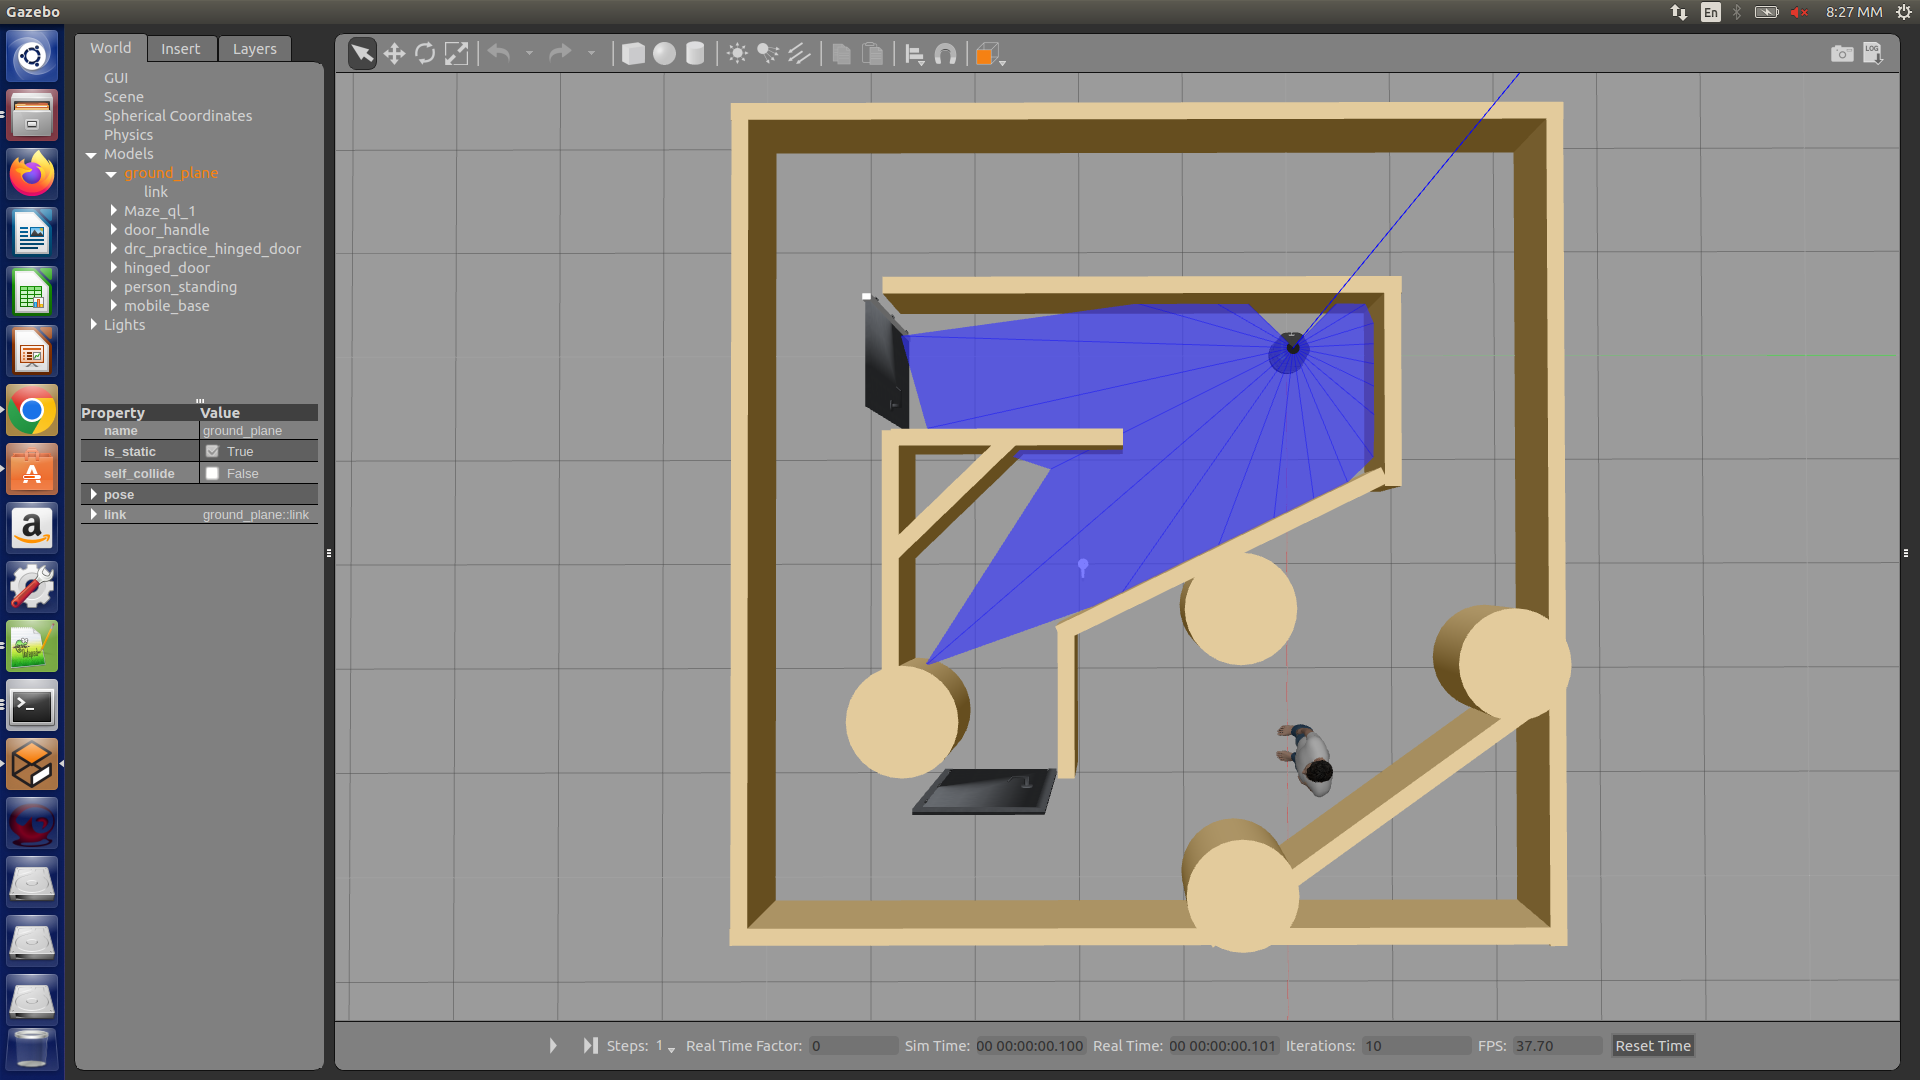 Gazebo
En
8:27 MM
World Insert Layers
LOG
GUI
Scene
Spherical Coordinates
Physics
Models
ground_plane
link
Maze_ql_1
door_handle
drc_practice_hinged_door
hinged_door
person_standing
mobile_base
Lights
Property Value
name ground_plane
is_static True
self_collide False
pose
link ground_plane::link
Steps: 1 Real Time Factor: 0 Sim Time: 00 00:00:00.100 Real Time: 00 00:00:00.101 Iterations: 10 FPS: 37.70 Reset Time